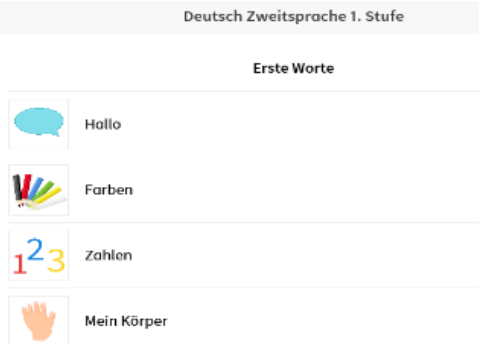 Deutsch Zweitsprache 1. Stufe
Erste Worte
Hallo
Farben
1 2 3 Zahlen
Mein Körper